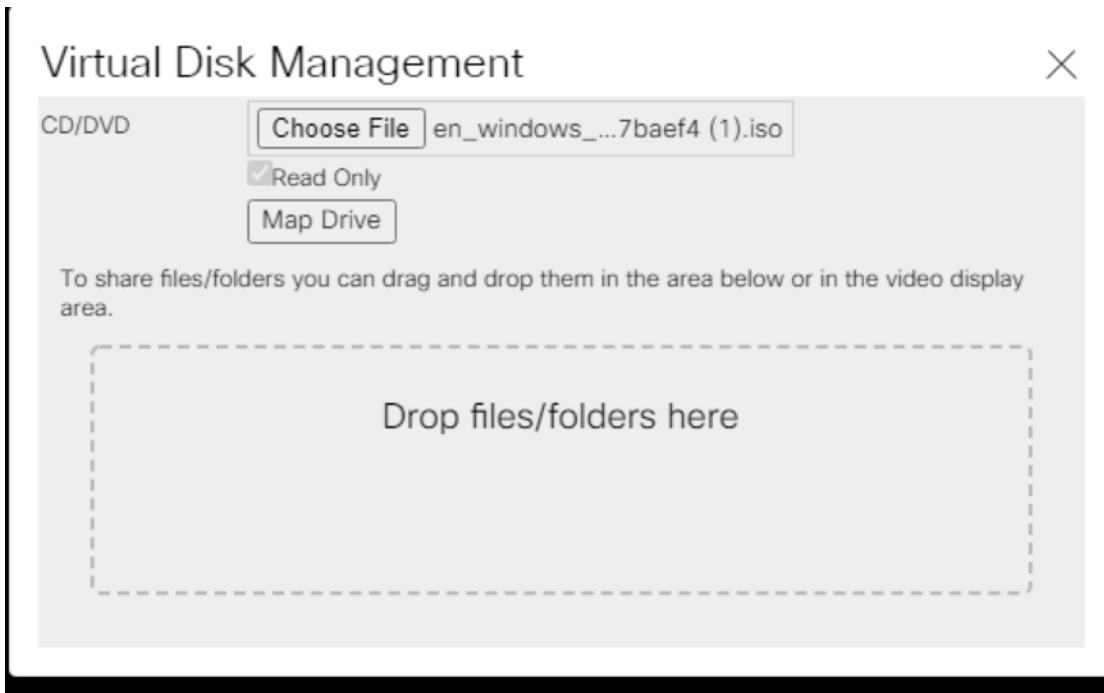 Virtual Disk Management
CD/DVD
Choose File en_windows_...7baef4 (1).iso
Read Only
Map Drive
To share files/folders you can drag and drop them in the area below or in the video display
area.
Drop files/folders here